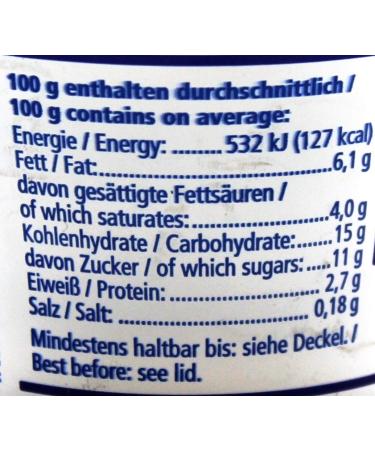 100 g enthalten durchschnittlich /
100 g contains on average:
Energie / Energy: ........ 532 kJ (127 kcal)
Fett / Fat:........................................6,1 g
davon gesättigte Fettsäuren /
of which saturates:........................4,0 g
Kohlenhydrate / Carbohydrate:......15 g
davon Zucker / of which sugars:....11 g
Eiweiß / Protein:........................... 2,7 g
Salz / Salt:................................... 0,18 g
Mindestens haltbar bis: siehe Deckel. /
Best before: see lid.